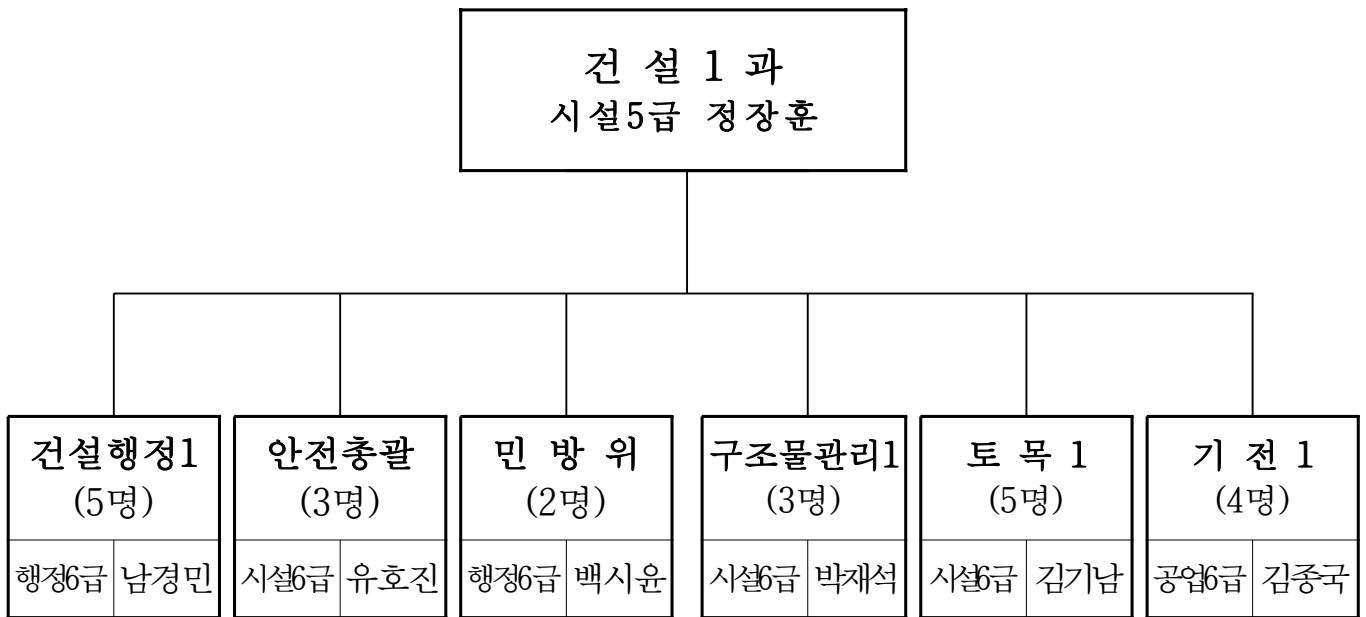 건 설 1 과
시설5급 정장훈
건설행정1
(5명)
행정6급 남경민
안전총괄
(3명)
시설6급 유호진
민 방 위
(2명)
행정6급 백시윤
구조물관리1
(3명)
시설6급 박재석
토 목 1
(5명)
시설6급 김기남
기 전 1
(4명)
공업6급 김종국